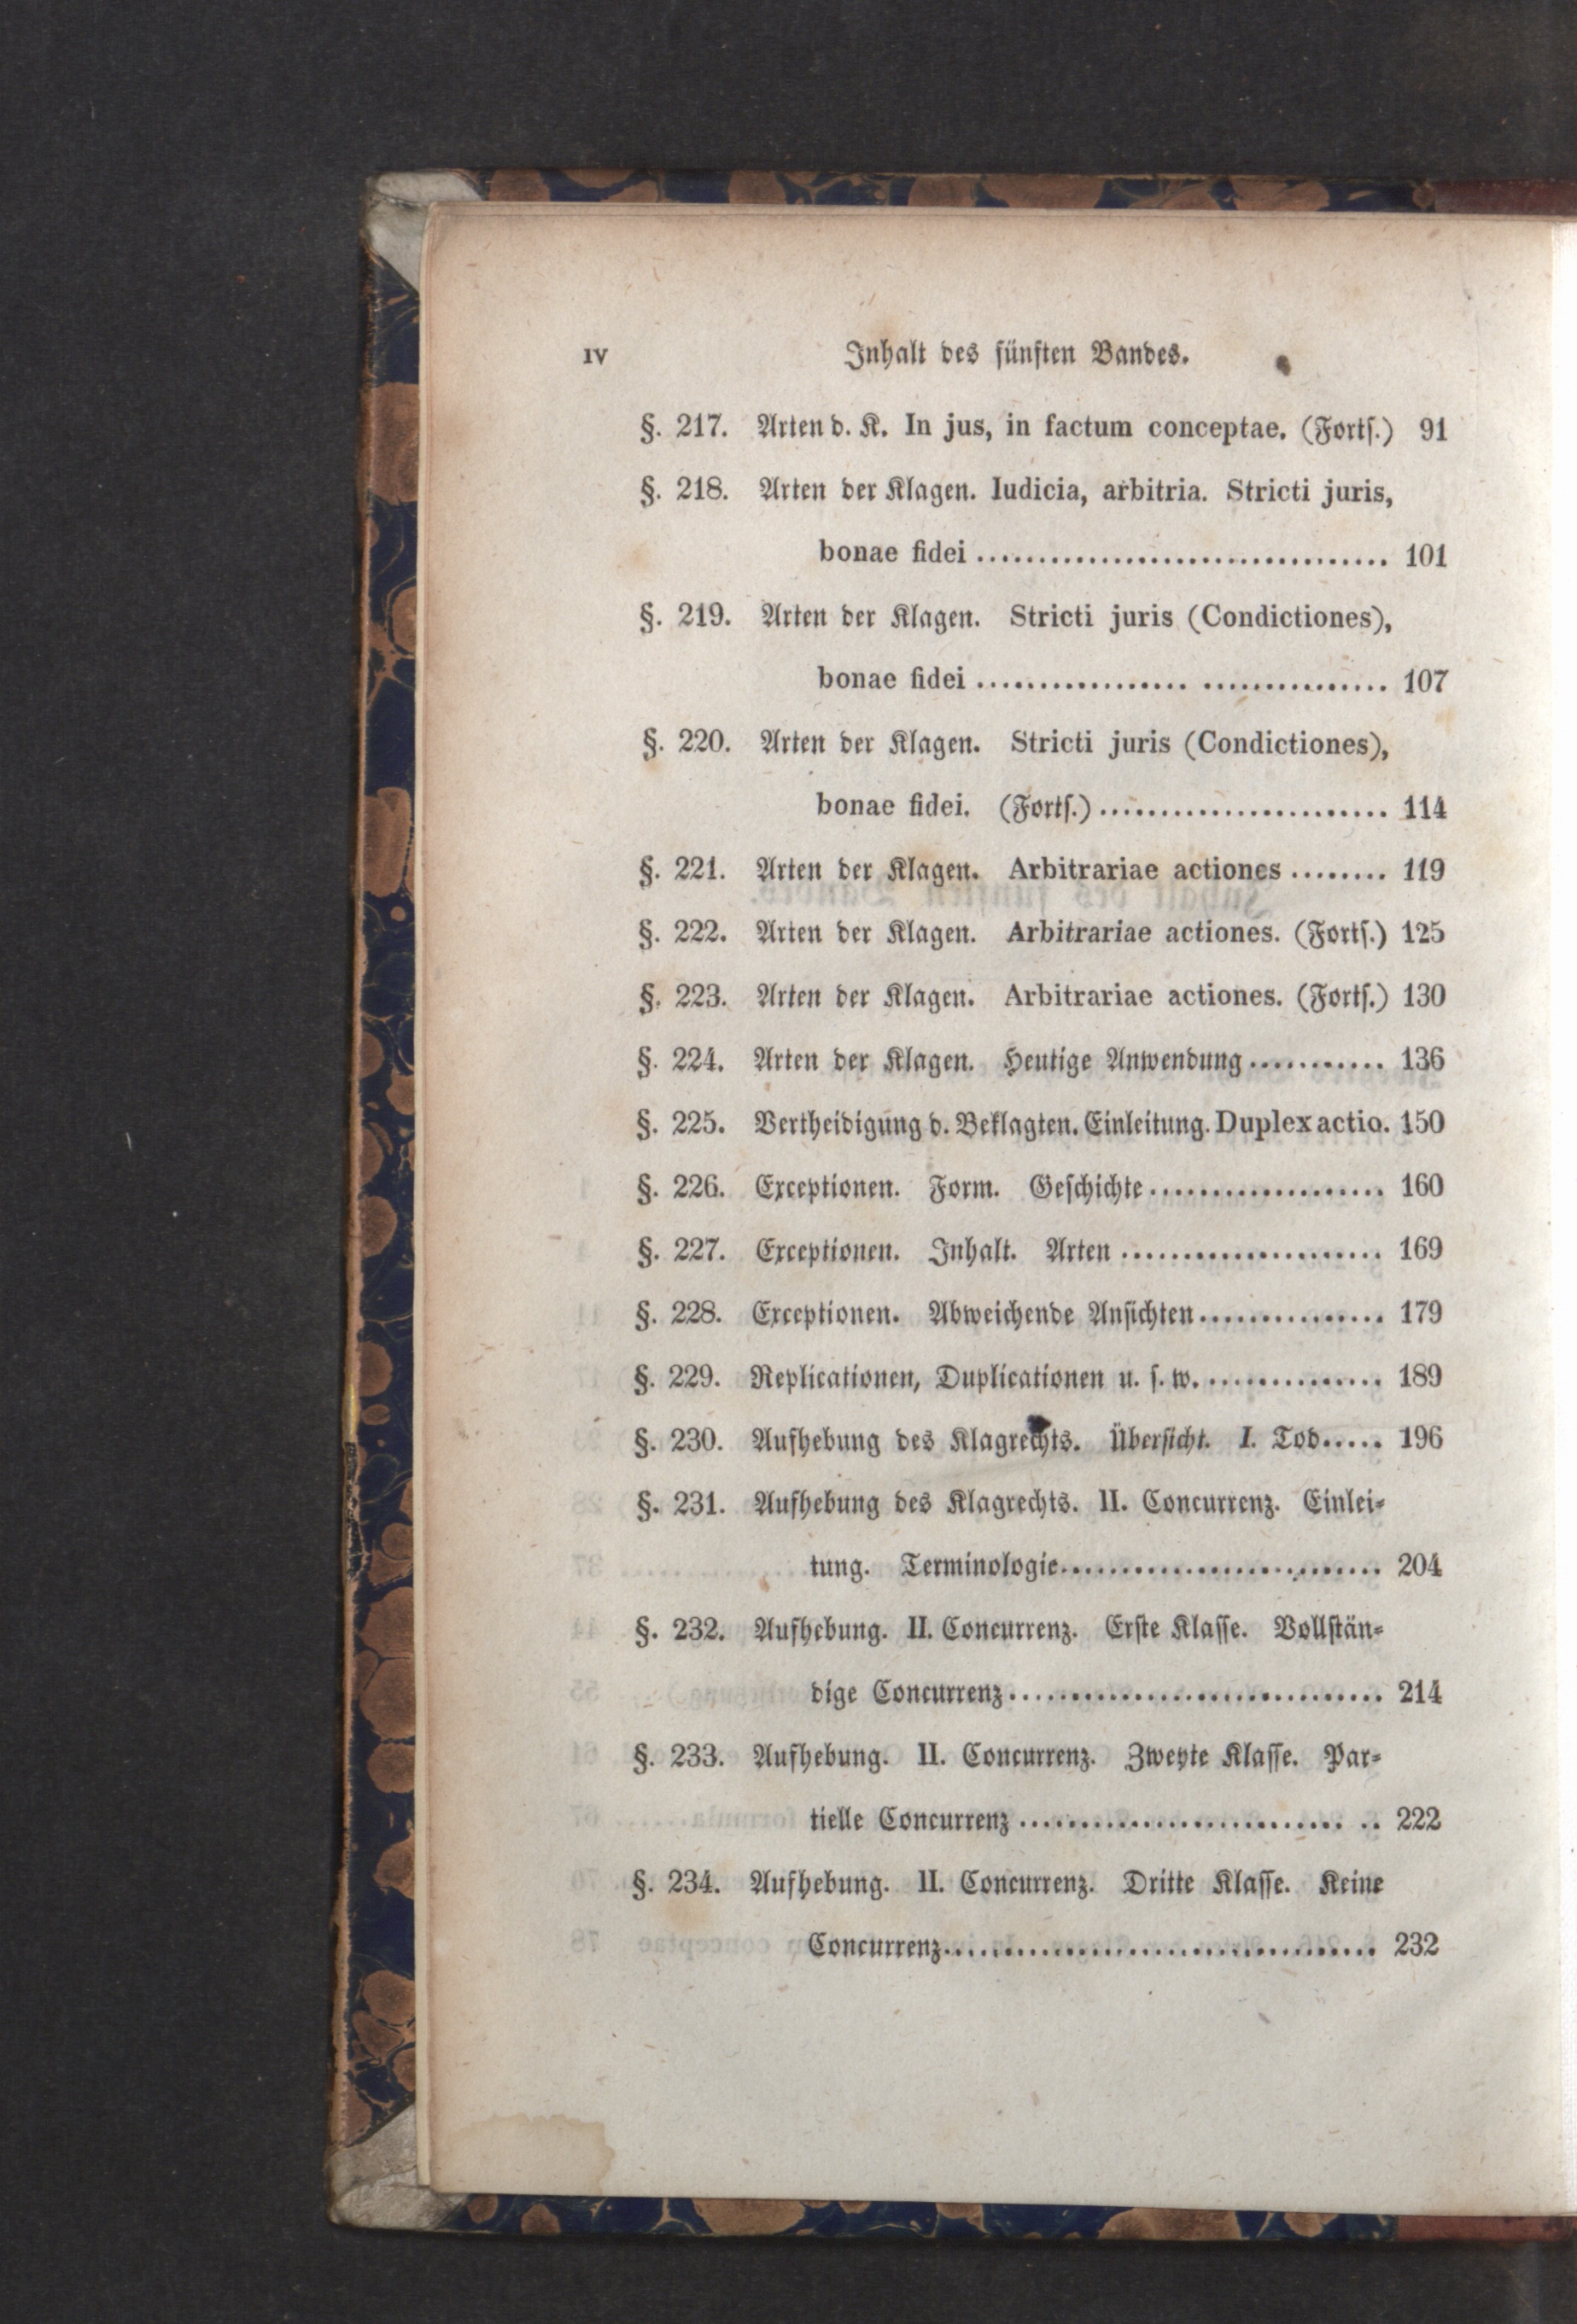 IV Inhalt des fünften Bandes.
§. 217. Arten d. K. In jus, in factum conceptae. (Fortſ.) 91
§. 218. Arten der Klagen. Iudicia, arbitria. Stricti juris,
bonae fidei .................................. 101
§. 219. Arten der Klagen. Stricti juris (Condictiones),
bonae fidei ................. ............... 107
§. 220. Arten der Klagen. Stricti juris (Condictiones),
bonae fidei. (Fortſ.) ........................ 114
§. 221. Arten der Klagen. Arbitrariae actiones ........ 119
§. 222. Arten der Klagen. Arbitrariae actiones. (Fortſ.) 125
§. 223. Arten der Klagen. Arbitrariae actiones. (Fortſ.) 130
§. 224. Arten der Klagen. Heutige Anwendung ........... 136
§. 225. Vertheidigung d. Beklagten. Einleitung. Duplex actio. 150
§. 226. Exceptionen. Form. Geſchichte ................... 160
§. 227. Exceptionen. Inhalt. Arten ..................... 169
§. 228. Exceptionen. Abweichende Anſichten ............... 179
§. 229. Replicationen, Duplicationen u. ſ. w. .............. 189
§. 230. Aufhebung des Klagrechts. Überſicht. I. Tod ..... 196
§. 231. Aufhebung des Klagrechts. II. Concurrenz. Einlei⸗
tung. Terminologie .......................... 204
§. 232. Aufhebung. II. Concurrenz. Erſte Klaſſe. Vollſtän⸗
dige Concurrenz ............................... 214
§. 233. Aufhebung. II. Concurrenz. Zweyte Klaſſe. Par⸗
tielle Concurrenz ........................... .. 222
§. 234. Aufhebung. II. Concurrenz. Dritte Klaſſe. Keine
Concurrenz .................................... 232